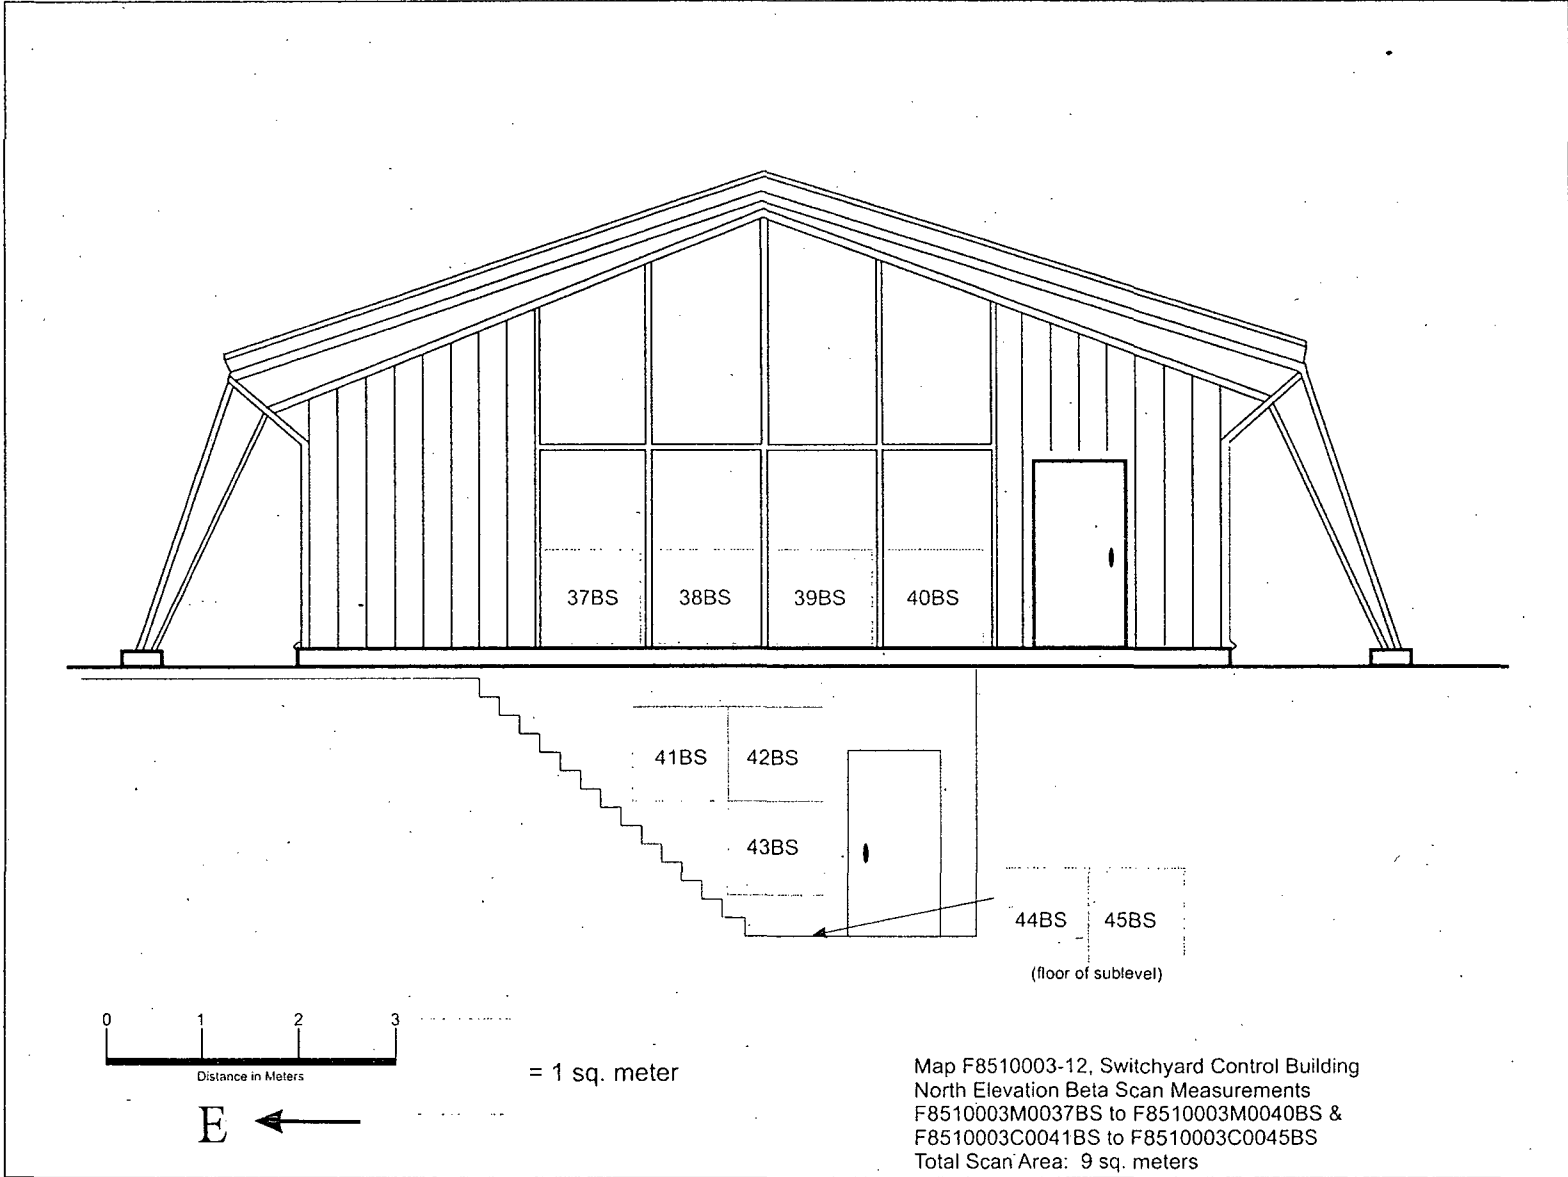 37BS 38BS 39BS 40BS
41BS 42BS
43BS
44BS 45BS
(floor of sublevel)
0 1 2 3
Distance in Meters
= 1 sq. meter
E
Map F8510003-12, Switchyard Control Building
North Elevation Beta Scan Measurements
F8510003M0037BS to F8510003M0040BS &
F8510003C0041BS to F8510003C0045BS
Total Scan Area: 9 sq. meters